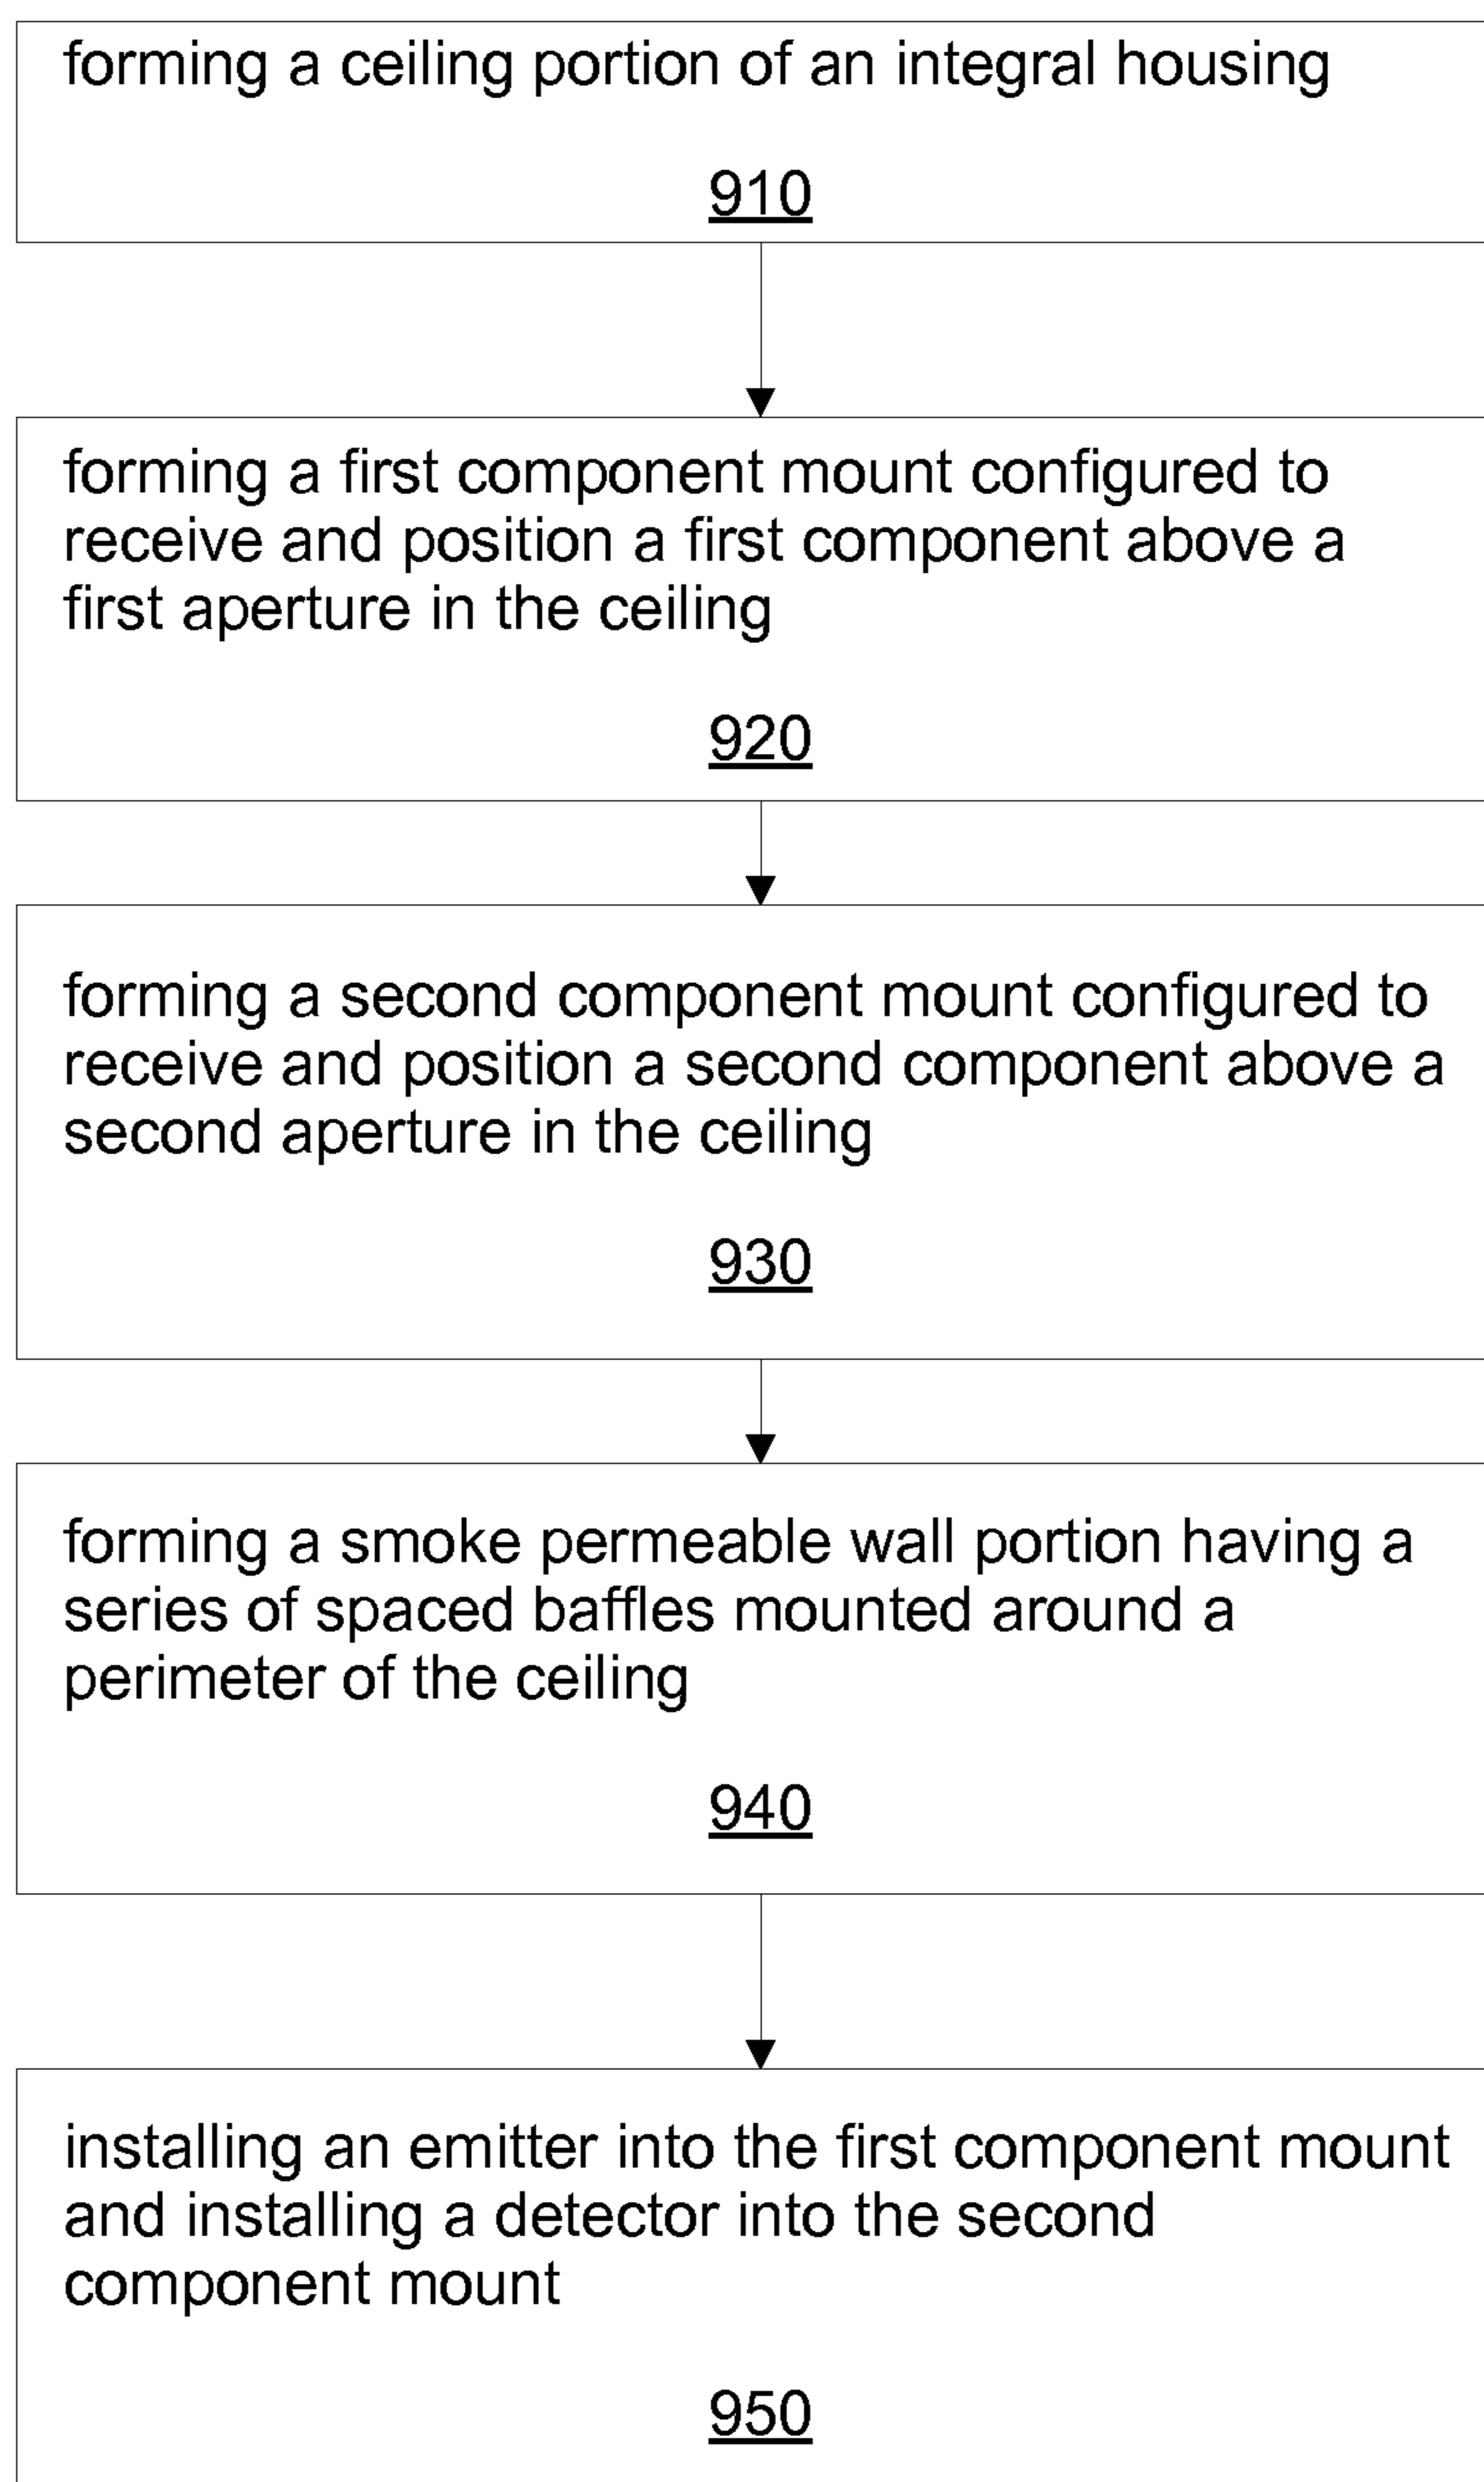 forming a ceiling portion of an integral housing
910
forming a first component mount configured to
receive and position a first component above a
first aperture in the ceiling
920
forming a second component mount configured to
receive and position a second component above a
second aperture in the ceiling
930
forming a smoke permeable wall portion having a
series of spaced baffles mounted around a
perimeter of the ceiling
940
installing an emitter into the first component mount
and installing a detector into the second
component mount
950